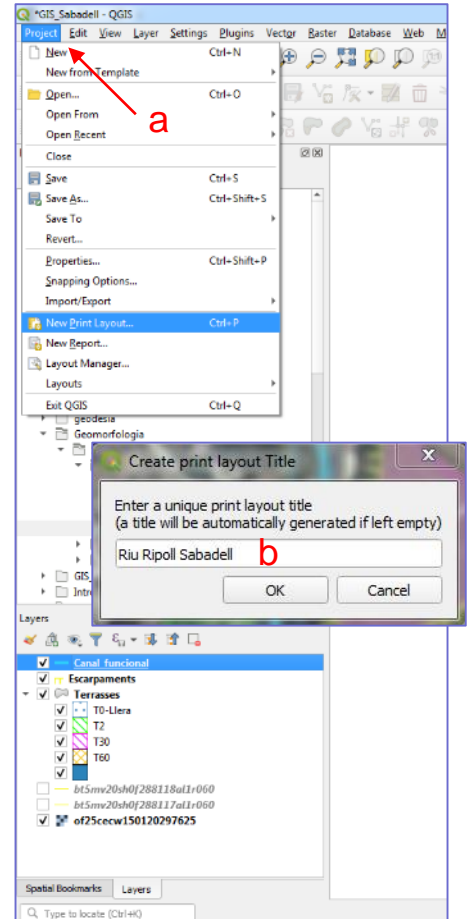 *GIS_Sabadell - QGIS
Project Edit View Layer Settings Plugins Vector Raster Database Web M
New Ctrl+N
New from Template
Open... Ctrl+O
a
Open From
Open Recent
Close
Save Ctrl+S
Save As... Ctrl+Shift+S
Save To
Revert...
Properties... Ctrl+Shift+P
Snapping Options...
Import/Export
New Print Layout... Ctrl+P
New Report...
Layout Manager...
Layouts
Exit QGIS Ctrl+Q
geodesia
Geomorfologia
Create print layout Title X
Enter a unique print layout title
(a title will be automatically generated if left empty)
Riu Ripoll Sabadell b
OK Cancel
GIS_
Intro
Layers
Canal funcional
Escarpaments
Terrasses
T0-Llera
T2
T30
T60
bt5mv20sh0f288118al1r060
bt5mv20sh0f288117al1r060
of25cecw150120297625
Spatial Bookmarks Layers
Type to locate (Ctrl+K)